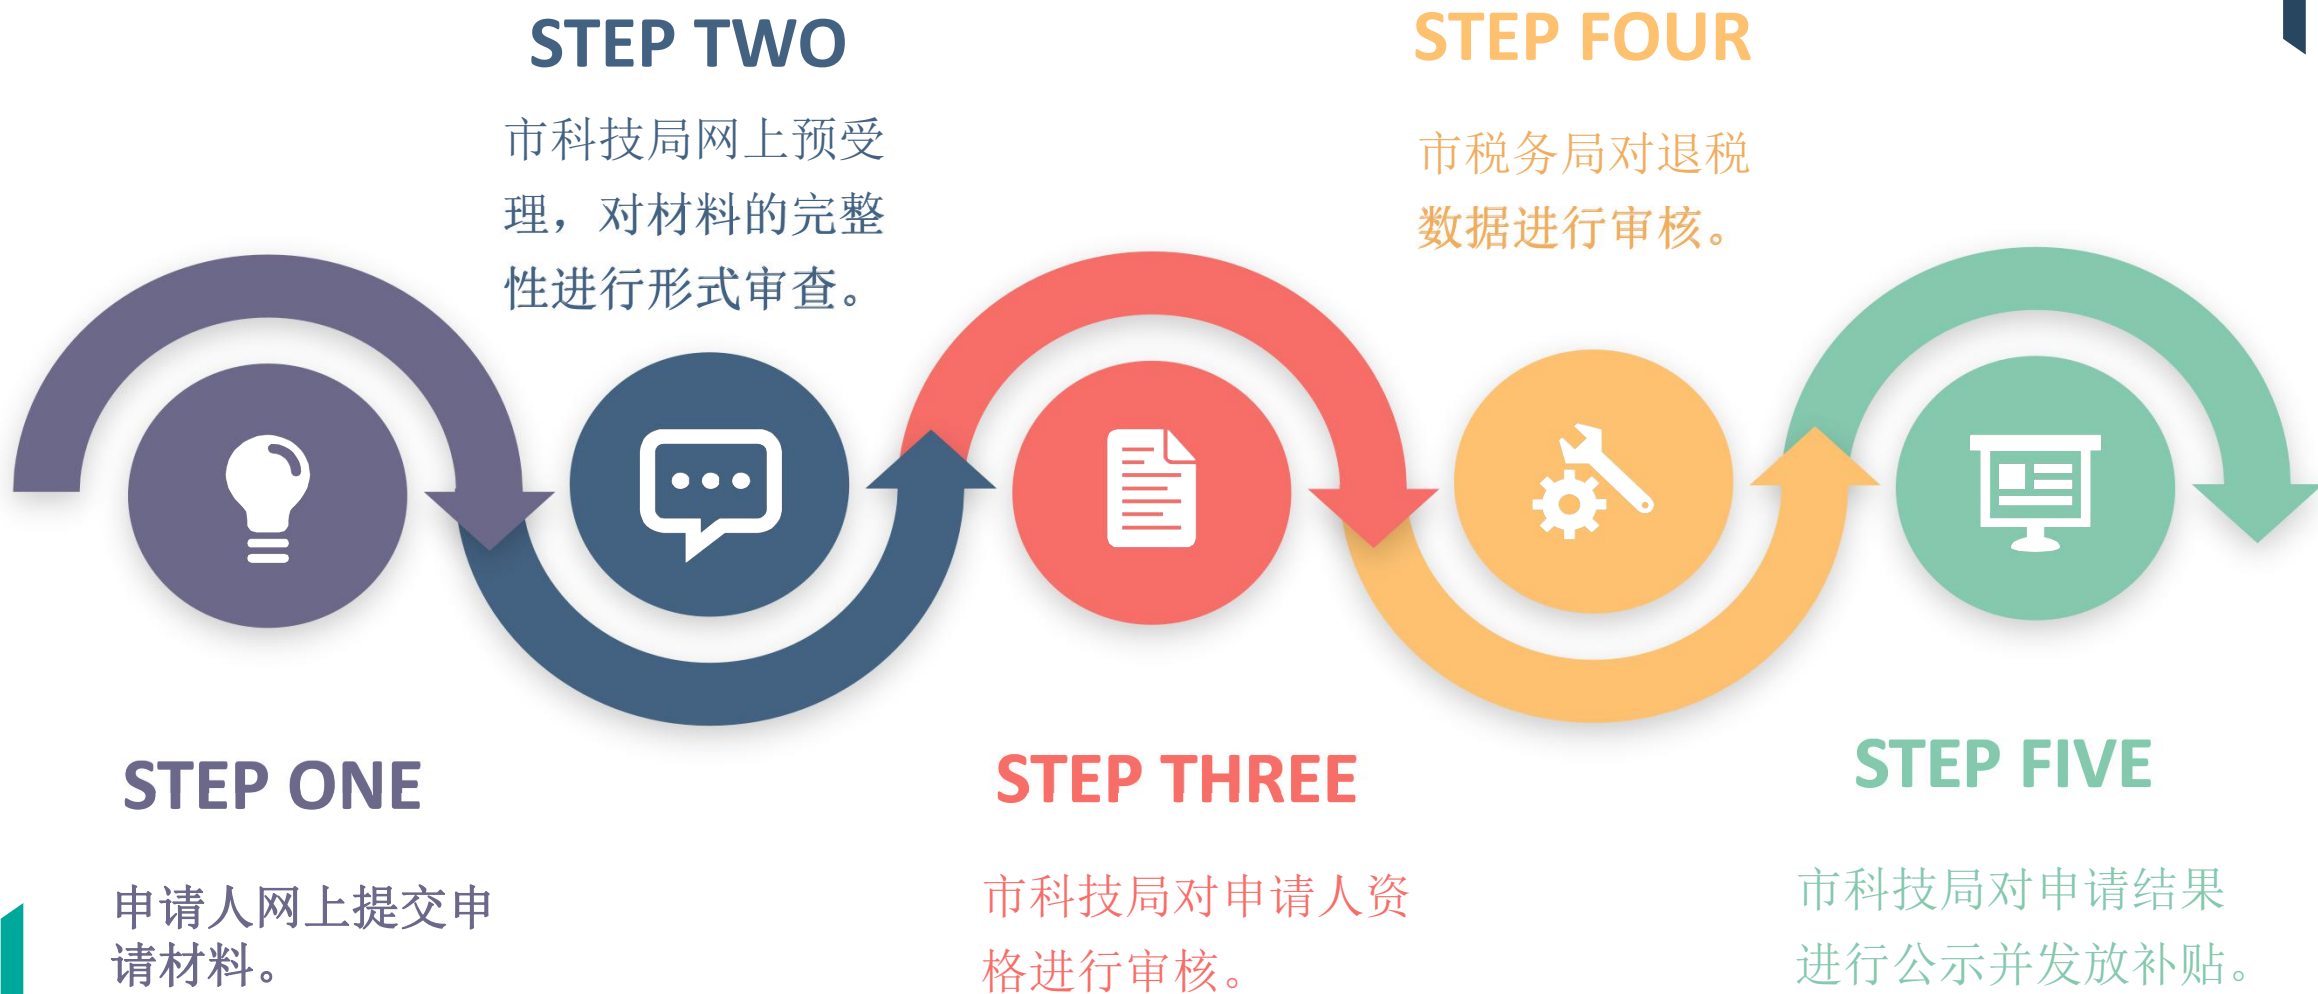 STEP ONE
申请人网上提交申
请材料。
STEP TWO
市科技局网上预受
理，对材料的完整
性进行形式审查。
STEP THREE
市科技局对申请人资
格进行审核。
STEP FOUR
市税务局对退税
数据进行审核。
STEP FIVE
市科技局对申请结果
进行公示并发放补贴。